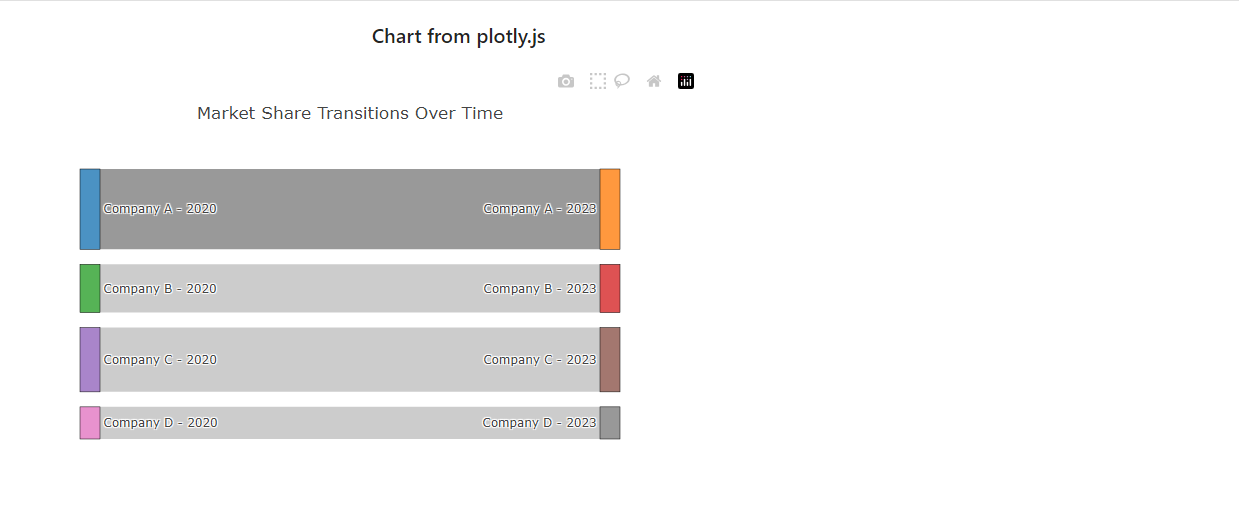 Chart from plotly.js
Market Share Transitions Over Time
Company A - 2020 Company A - 2023
Company B - 2020 Company B - 2023
Company C - 2020 Company C - 2023
Company D - 2020 Company D - 2023